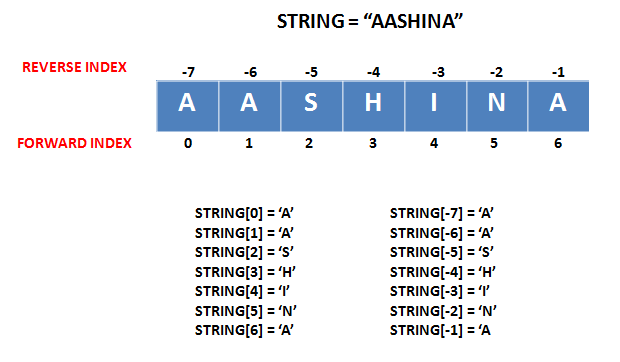 STRING = “AASHINA”
REVERSE INDEX -7 -6 -5 -4 -3 -2 -1
A A S H I N A
FORWARD INDEX 0 1 2 3 4 5 6
STRING[0] = ‘A’ STRING[-7] = ‘A’
STRING[1] = ‘A’ STRING[-6] = ‘A’
STRING[2] = ‘S’ STRING[-5] = ‘S’
STRING[3] = ‘H’ STRING[-4] = ‘H’
STRING[4] = ‘I’ STRING[-3] = ‘I’
STRING[5] = ‘N’ STRING[-2] = ‘N’
STRING[6] = ‘A’ STRING[-1] = ‘A